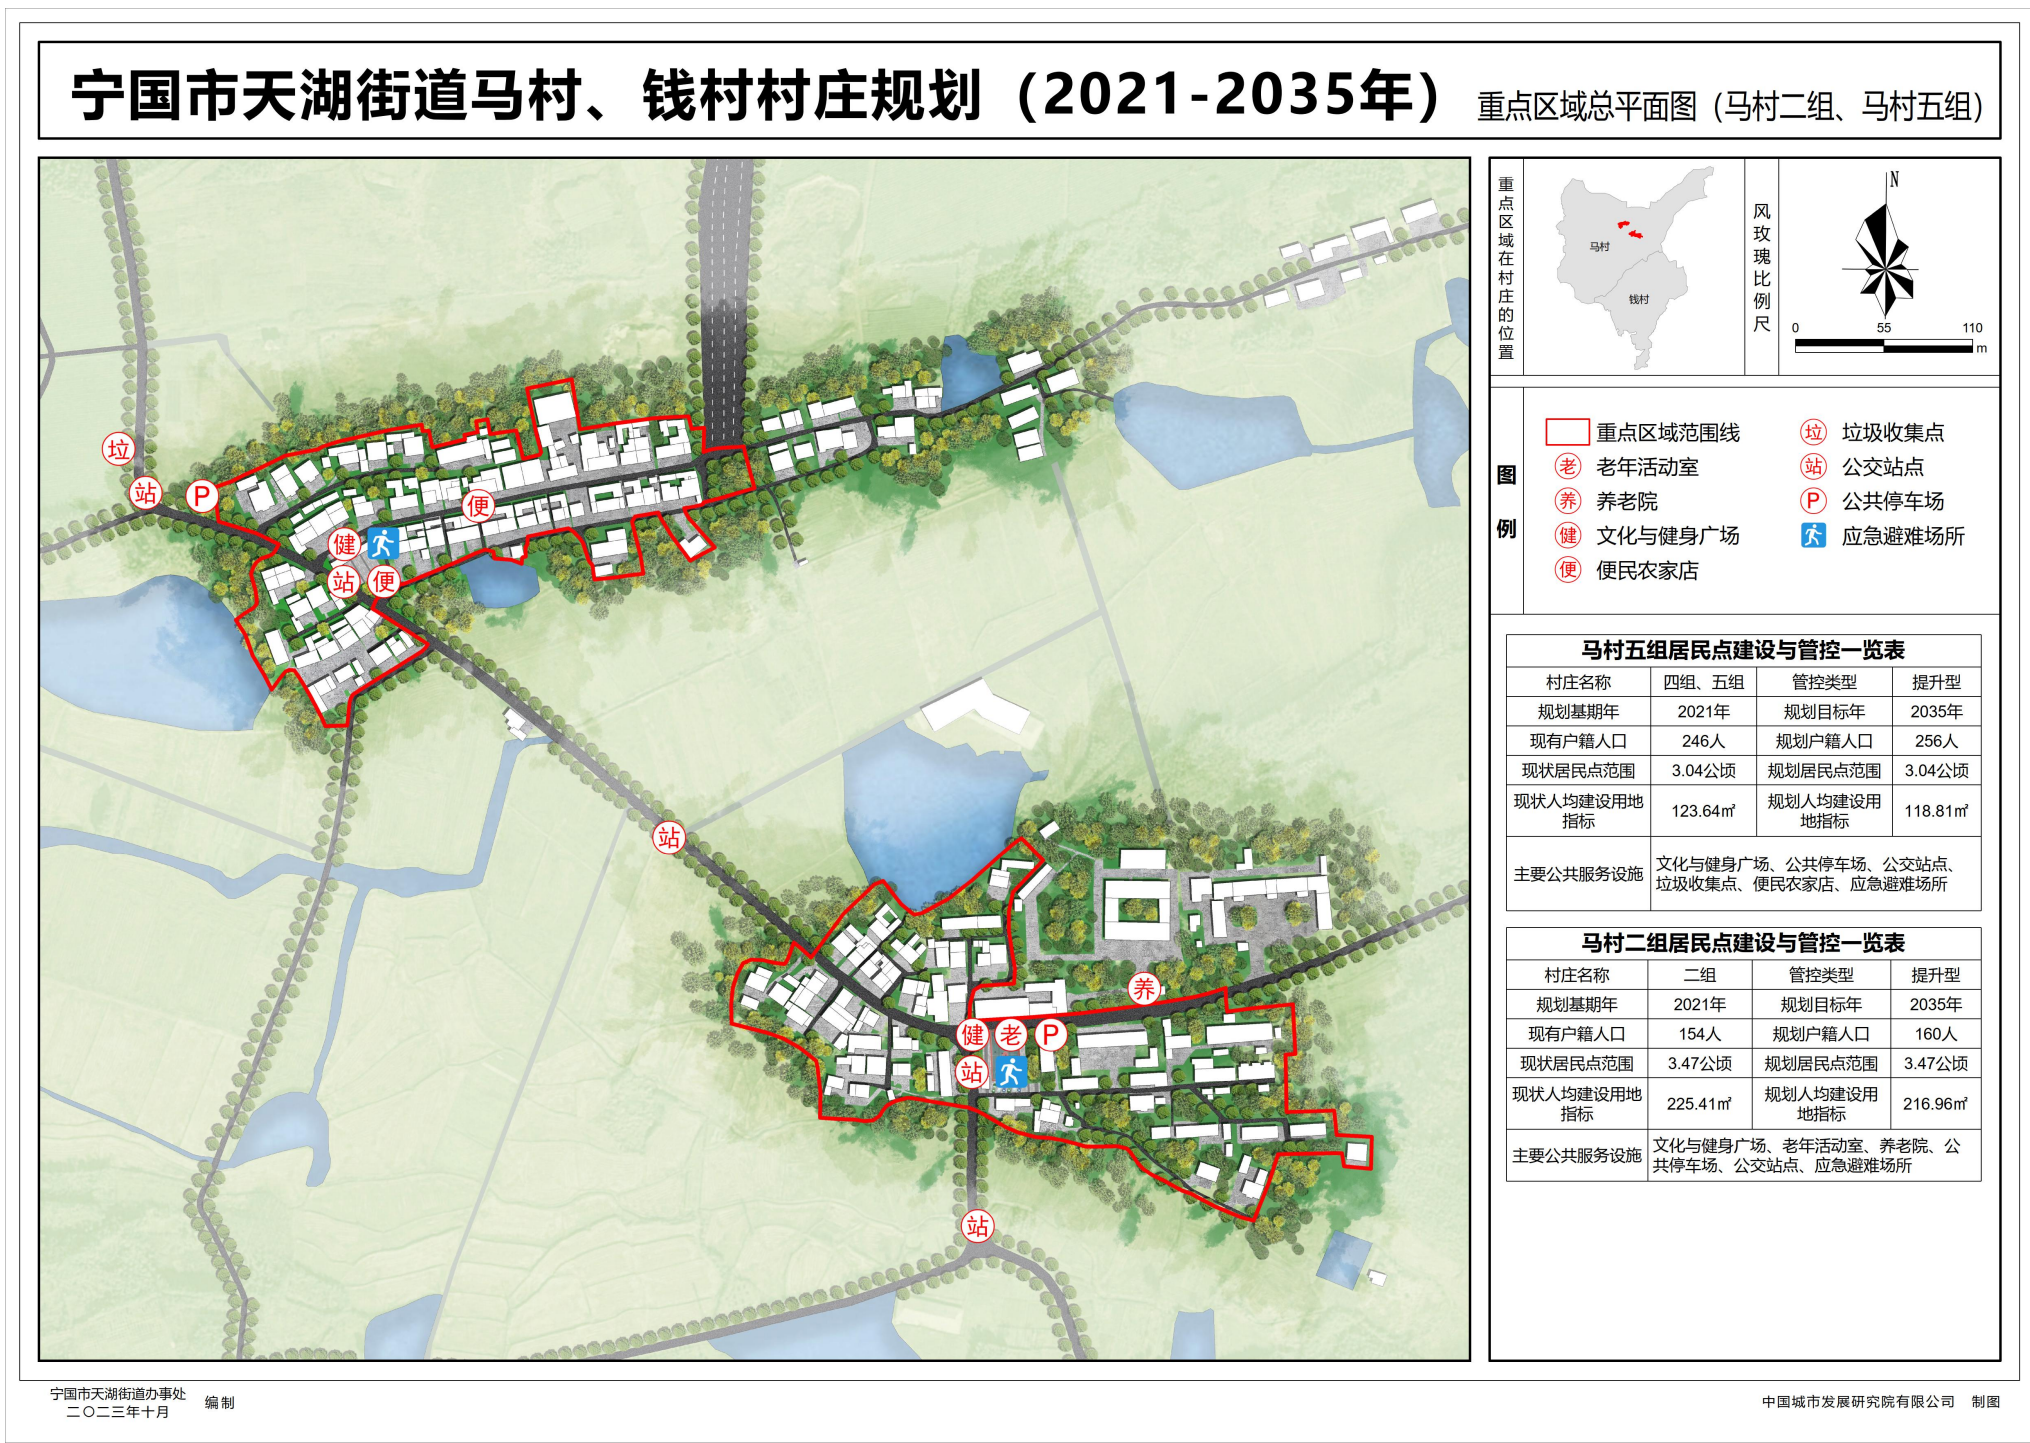 宁国市天湖街道马村、钱村村庄规划（2021-2035年）重点区域总平面图（马村二组、马村五组）
垃
站
P
便
健
站
便
站
养
健
老
P
站
站
重点区域在村庄的位置
马村
钱村
风玫瑰比例尺
N
0 55 110
m
图例
重点区域范围线
老 老年活动室
养 养老院
健 文化与健身广场
便 便民农家店
垃 垃圾收集点
站 公交站点
P 公共停车场
应急避难场所
马村五组居民点建设与管控一览表
村庄名称 四组、五组 管控类型 提升型
规划基期年 2021年 规划目标年 2035年
现有户籍人口 246人 规划户籍人口 256人
现状居民点范围 3.04公顷 规划居民点范围 3.04公顷
现状人均建设用地指标 123.64㎡ 规划人均建设用地指标 118.81㎡
主要公共服务设施 文化与健身广场、公共停车场、公交站点、
垃圾收集点、便民农家店、应急避难场所
马村二组居民点建设与管控一览表
村庄名称 二组 管控类型 提升型
规划基期年 2021年 规划目标年 2035年
现有户籍人口 154人 规划户籍人口 160人
现状居民点范围 3.47公顷 规划居民点范围 3.47公顷
现状人均建设用地指标 225.41㎡ 规划人均建设用地指标 216.96㎡
主要公共服务设施 文化与健身广场、老年活动室、养老院、公
共停车场、公交站点、应急避难场所
宁国市天湖街道办事处
二〇二三年十月
编制
中国城市发展研究院有限公司 制图